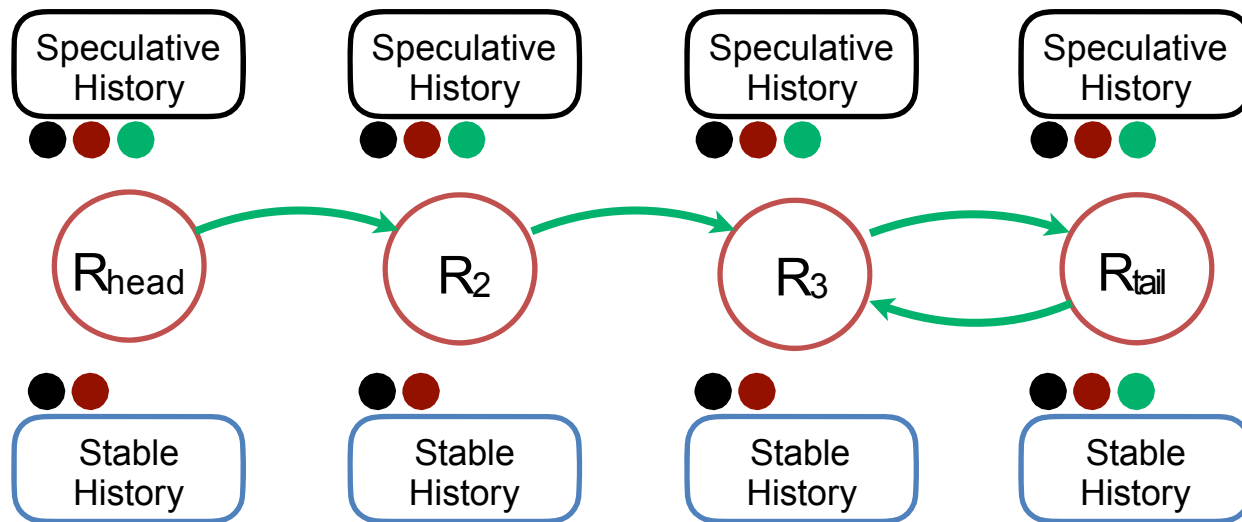 Speculative
History
Speculative
History
Speculative
History
Speculative
History
Rhead
R2
R3
Rtail
Stable
History
Stable
History
Stable
History
Stable
History